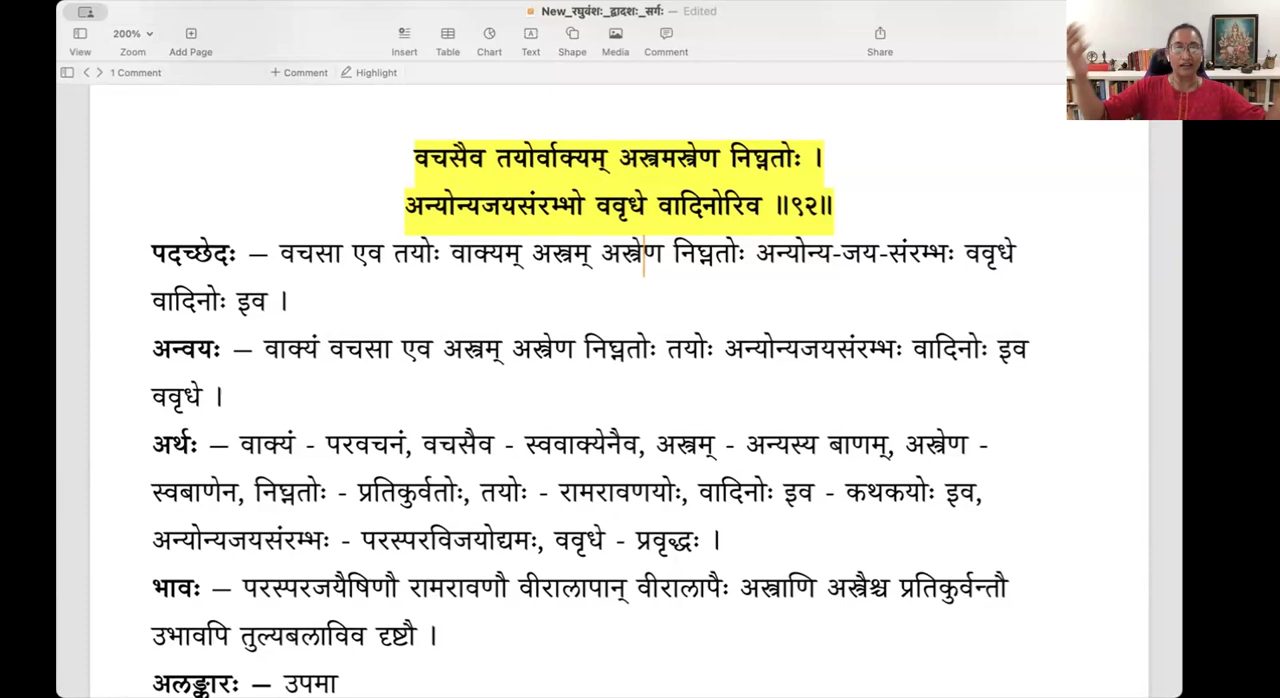 New_रघुवंशः_द्वादशः_सर्गः — Edited
200%
View Zoom Add Page Insert Table Chart Text Shape Media Comment Share
1 Comment + Comment Highlight
वचसैव तयोर्वाक्यम् अस्त्रमस्त्रेण निघ्नतोः ।
अन्योन्यजयसंरम्भो ववृधे वादिनोरिव ॥९२॥
पदच्छेदः – वचसा एव तयोः वाक्यम् अस्त्रम् अस्त्रेण निघ्नतोः अन्योन्य-जय-संरम्भः ववृधे
वादिनोः इव ।
अन्वयः – वाक्यं वचसा एव अस्त्रम् अस्त्रेण निघ्नतोः तयोः अन्योन्यजयसंरम्भः वादिनोः इव
ववृधे ।
अर्थः – वाक्यं - परवचनं, वचसैव - स्ववाक्येनैव, अस्त्रम् - अन्यस्य बाणम्, अस्त्रेण -
स्वबाणेन, निघ्नतोः - प्रतिकुर्वतोः, तयोः - रामरावणयोः, वादिनोः इव - कथकयोः इव,
अन्योन्यजयसंरम्भः - परस्परविजयोद्यमः, ववृधे - प्रवृद्धः ।
भावः – परस्परजयैषिणौ रामरावणौ वीरालापान् वीरालापैः अस्त्राणि अस्त्रैश्च प्रतिकुर्वन्तौ
उभावपि तुल्यबलाविव दृष्टौ ।
अलङ्कारः – उपमा